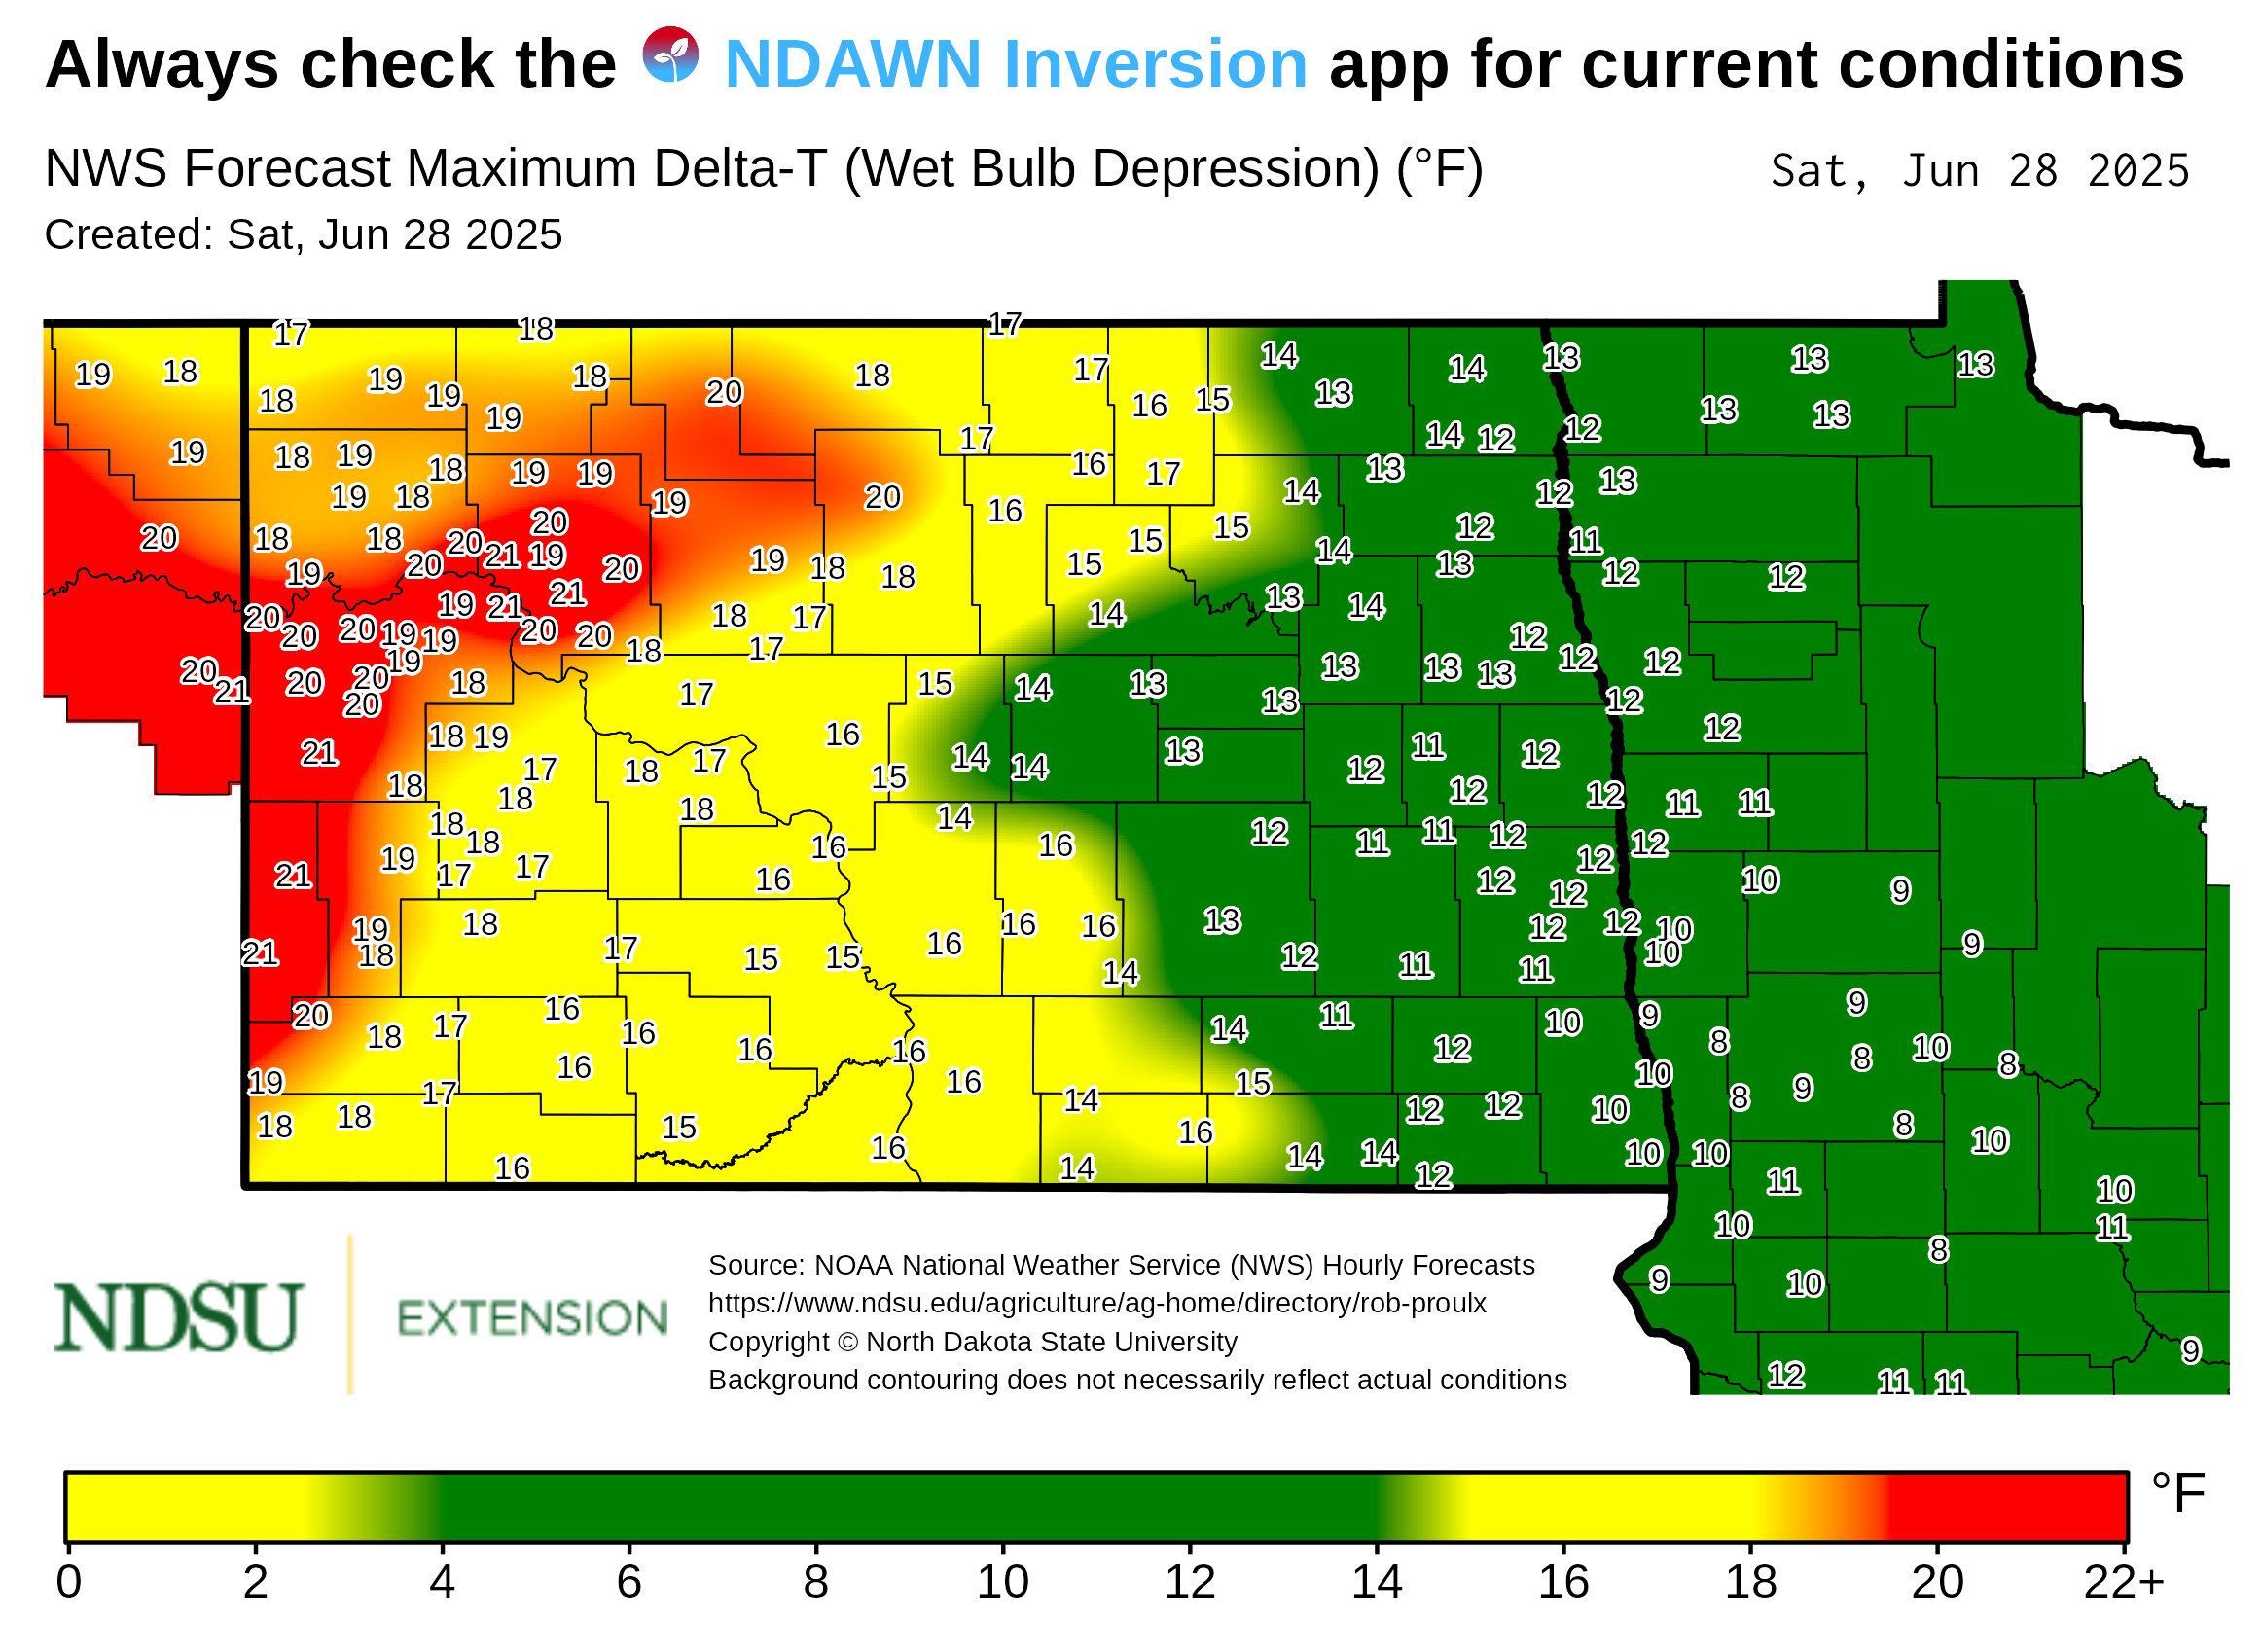 Always check the NDAWN Inversion app for current conditions
NWS Forecast Maximum Delta-T (Wet Bulb Depression) (°F)
Sat, Jun 28 2025
Created: Sat, Jun 28 2025
17 18 17
19 18 19 18 18 17 14 14 13 13 13
18 19 20 16 15 13 13 13
19 17 14 12 12
19 18 19 18 19 19 16 17 13 13
19 18 19 20 16 14 12
20 18 18 20 20 15 15 12 11
19 20 21 19 20 19 18 18 15 14 13 12 12
20 19 21 21 18 17 14 13 14
20 20 19 19 20 20 18 17 12 12 12
20 21 20 20 19 18 17 15 14 13 13 13 13 13
20 18 19 16 12 12
21 17 18 17 14 14 13 12 11 12
18 18 18 15 12 12 11 11
18 18 16 14 16 12 11 11 12 12
21 19 17 17 16 12 12 10 9
19 18 18 17 16 16 16 13 12 12 12 10
21 15 15 14 12 11 11 10 9
20 18 17 16 16 16 16 14 11 12 10 9 8 9 8 10 8
19 17 16 16 14 15 10 8 9
18 18 15 16 16 12 12 10 8
16 14 14 14 12 10 10 11 10 10
10 11
9 10 8
9
12 11 11
NDSU EXTENSION
Source: NOAA National Weather Service (NWS) Hourly Forecasts
https://www.ndsu.edu/agriculture/ag-home/directory/rob-proulx
Copyright © North Dakota State University
Background contouring does not necessarily reflect actual conditions
°F
0 2 4 6 8 10 12 14 16 18 20 22+